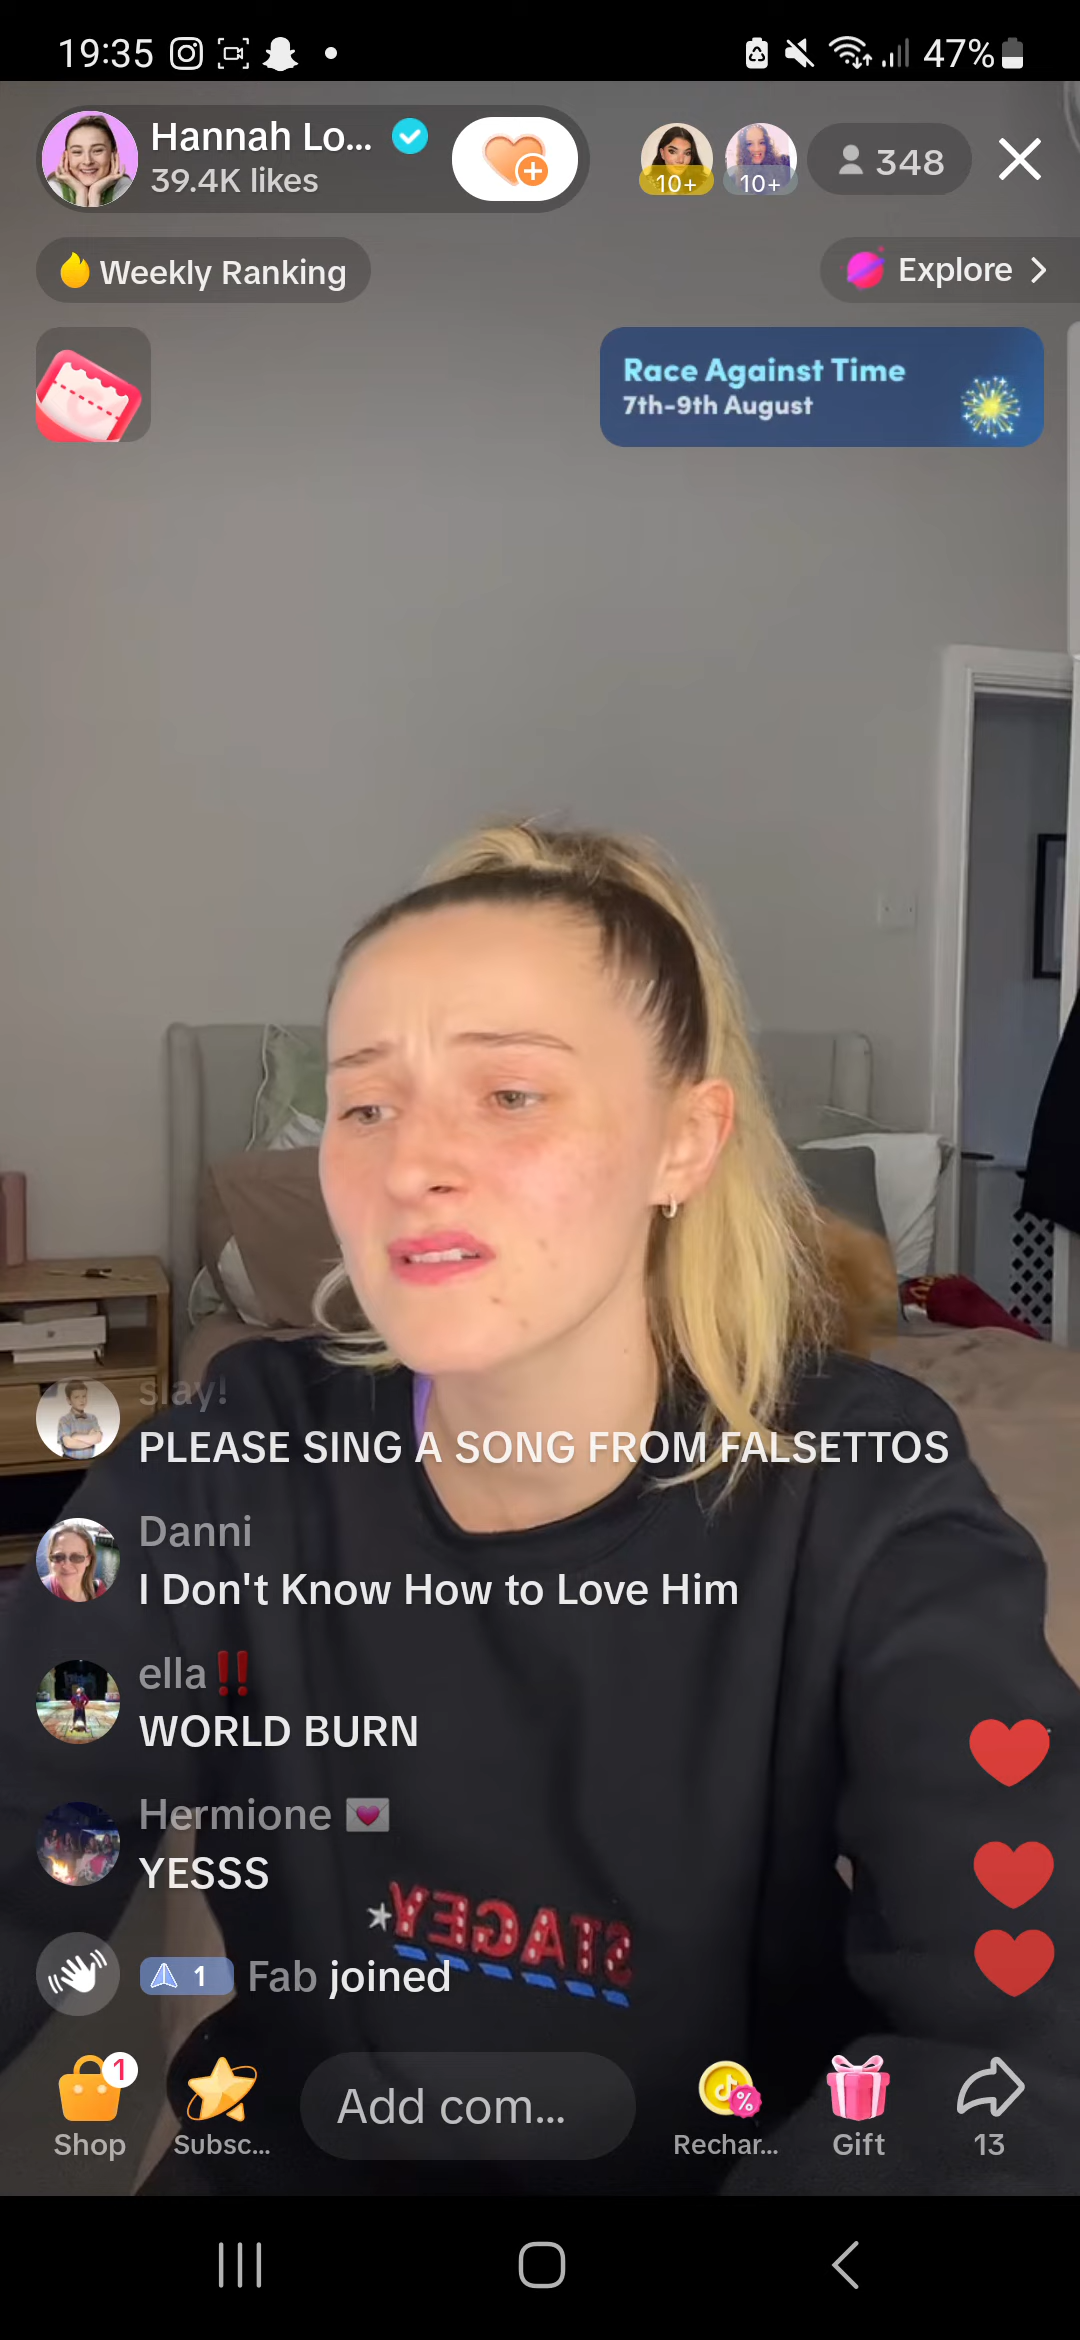 19:35
47%
Hannah Lo...
39.4K likes
10+
10+
348
Weekly Ranking
Explore
Race Against Time
7th-9th August
slay!
PLEASE SING A SONG FROM FALSETTOS
Danni
I Don't Know How to Love Him
ella‼️
WORLD BURN
Hermione 💌
YESSS
STAGEY
1 Fab joined
1
Shop
Subsc...
Add com...
%
Rechar...
Gift
13